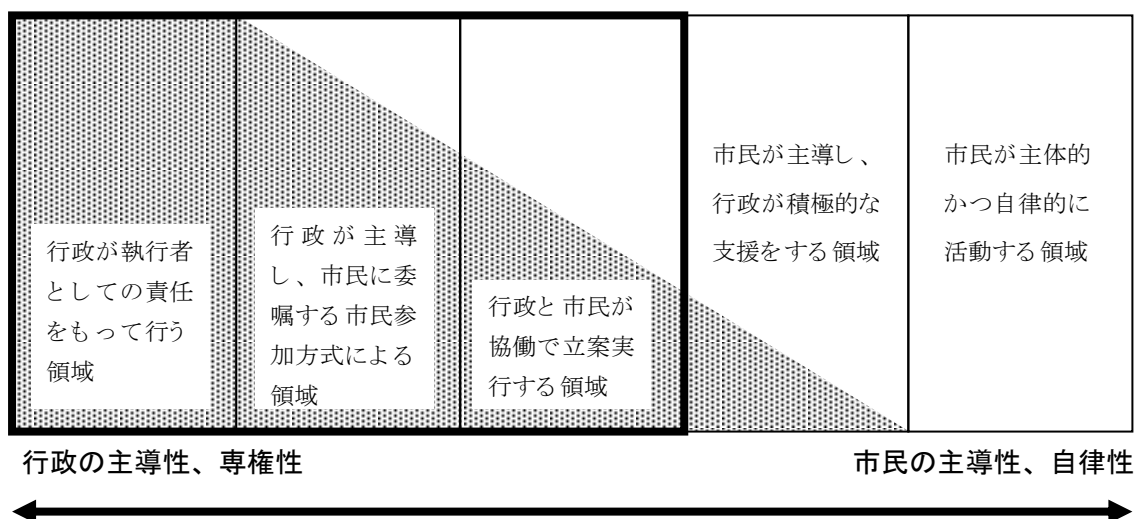 行政が執行者
としての責任
をもって行う
領域
行政が主導
し、市民に委
嘱する市民参
加方式による
領域
行政と市民が
協働で立案実
行する領域
市民が主導し、
行政が積極的な
支援をする領域
市民が主体的
かつ自律的に
活動する領域
行政の主導性、専権性
市民の主導性、自律性